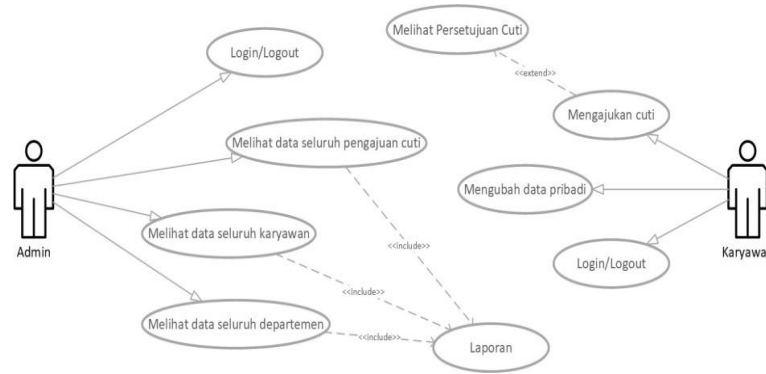 Melihat Persetujuan Cuti
Login/Logout
<<extend>>
Mengajukan cuti
Melihat data seluruh pengajuan cuti
Mengubah data pribadi
Admin
Melihat data seluruh karyawan
<<include>>
Karyawa
Login/Logout
<<include>>
Melihat data seluruh departemen
<<include>>
Laporan